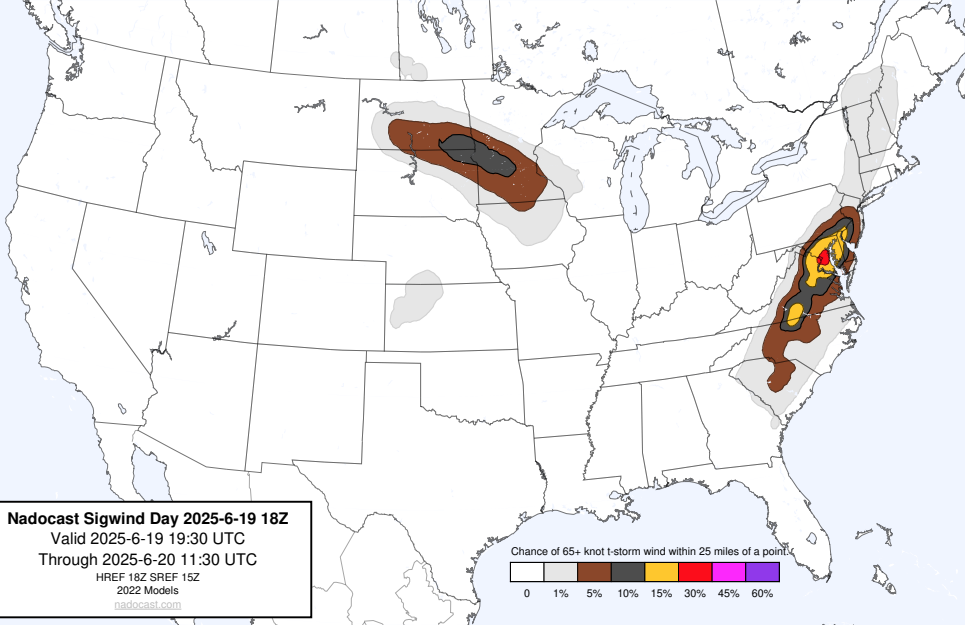 Nadocast Sigwind Day 2025-6-19 18Z
Valid 2025-6-19 19:30 UTC
Through 2025-6-20 11:30 UTC
HREF 18Z SREF 15Z
2022 Models
nadocast.com
Chance of 65+ knot t-storm wind within 25 miles of a point.
0 1% 5% 10% 15% 30% 45% 60%